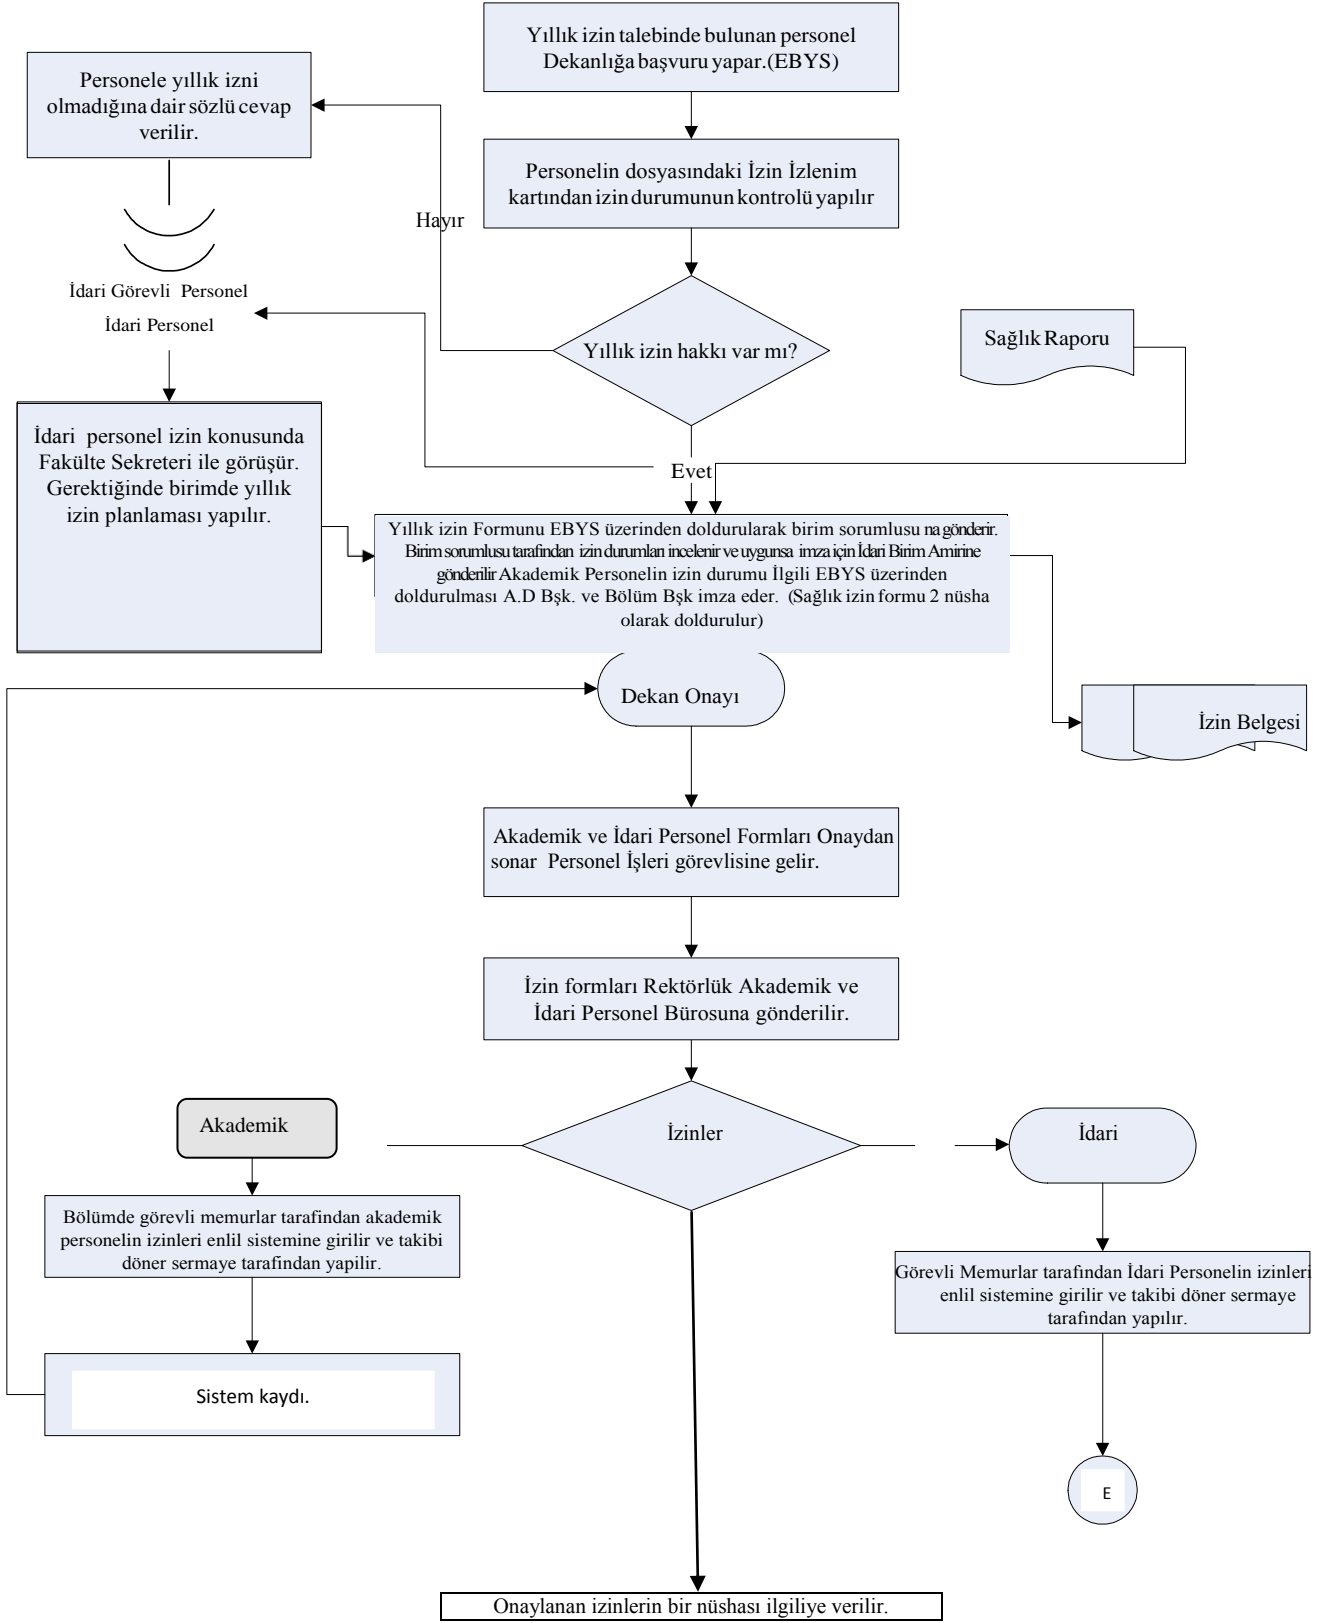 Yıllık izin talebinde bulunan personel
Dekanlığa başvuru yapar.(EBYS)
Personele yıllık izni
olmadığına dair sözlü cevap
verilir.
Personelin dosyasındaki İzin İzlenim
kartından izin durumunun kontrolü yapılır
Hayır
İdari Görevli Personel
İdari Personel
Yıllık izin hakkı var mı?
Sağlık Raporu
İdari personel izin konusunda
Fakülte Sekreteri ile görüşür.
Gerektiğinde birimde yıllık
izin planlaması yapılır.
Evet
Yıllık izin Formunu EBYS üzerinden doldurularak birim sorumlusu na gönderir.
Birim sorumlusu tarafından izin durumları incelenir ve uygunsa imza için İdari Birim Amirine
gönderilir Akademik Personelin izin durumu İlgili EBYS üzerinden
doldurulması A.D Bşk. ve Bölüm Bşk imza eder. (Sağlık izin formu 2 nüsha
olarak doldurulur)
Dekan Onayı
İzin Belgesi
Akademik ve İdari Personel Formları Onaydan
sonar Personel İşleri görevlisine gelir.
İzin formları Rektörlük Akademik ve
İdari Personel Bürosuna gönderilir.
Akademik
İzinler
İdari
Bölümde görevli memurlar tarafindan akademik
personelin izinleri enlil sistemine girilir ve takibi
döner sermaye tarafindan yapilir.
Görevli Memurlar tarafından İdari Personelin izinleri
enlil sistemine girilir ve takibi döner sermaye
tarafından yapılır.
Sistem kaydı.
E
Onaylanan izinlerin bir nüshası ilgiliye verilir.